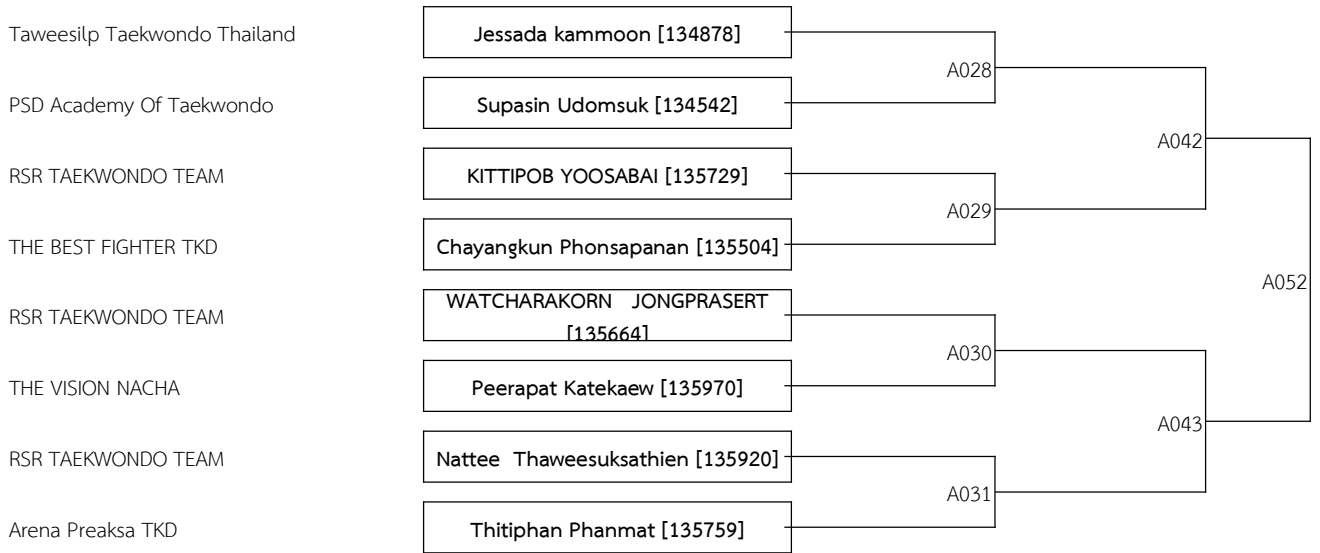 Taweesilp Taekwondo Thailand
Jessada kammoon [134878]
A028
PSD Academy Of Taekwondo
Supasin Udomsuk [134542]
A042
RSR TAEKWONDO TEAM
KITTIPOB YOOSABAI [135729]
A029
THE BEST FIGHTER TKD
Chayangkun Phonsapanan [135504]
A052
RSR TAEKWONDO TEAM
WATCHARAKORN JONGPRASERT
[135664]
A030
THE VISION NACHA
Peerapat Katekaew [135970]
A043
RSR TAEKWONDO TEAM
Nattee Thaweesuksathien [135920]
A031
Arena Preaksa TKD
Thitiphan Phanmat [135759]